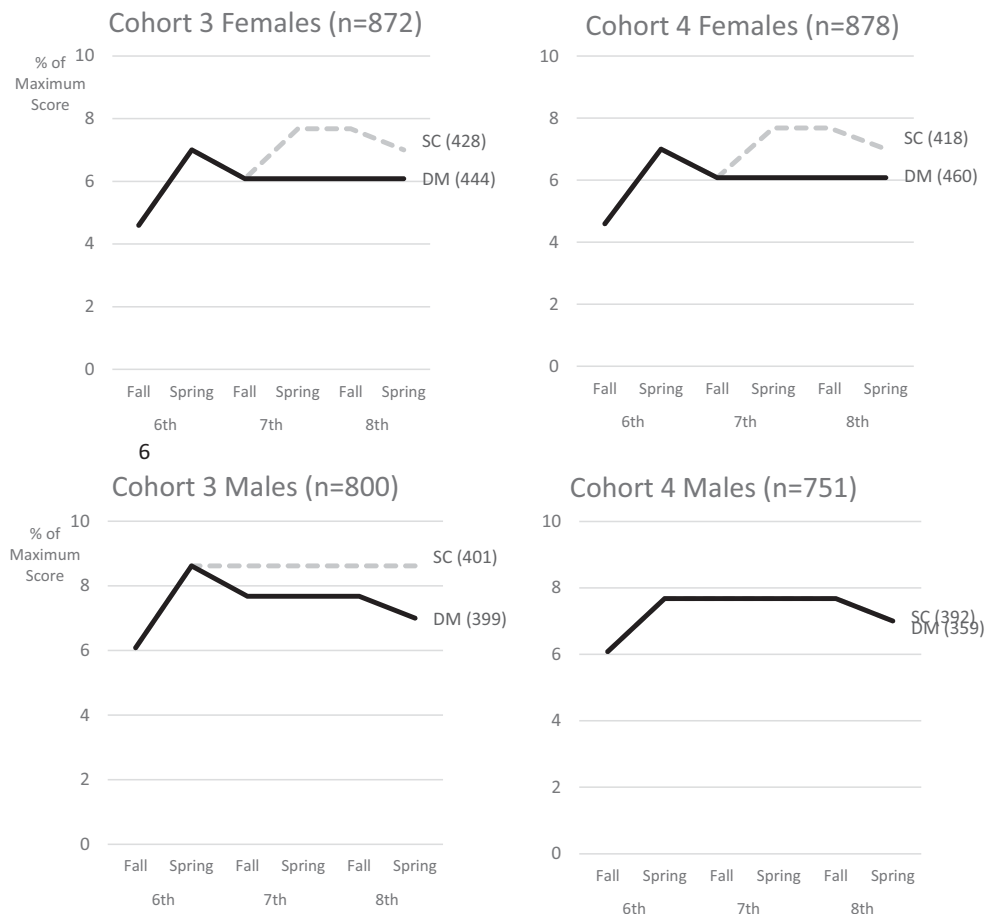 Cohort 3 Females (n=872)
% of
Maximum
Score
10
8
6
4
2
0
SC (428)
DM (444)
Fall Spring Fall Spring Fall Spring
6th 7th 8th
6
Cohort 4 Females (n=878)
10
8
6
4
2
0
SC (418)
DM (460)
Fall Spring Fall Spring Fall Spring
6th 7th 8th
Cohort 3 Males (n=800)
% of
Maximum
Score
10
8
6
4
2
0
SC (401)
DM (399)
Fall Spring Fall Spring Fall Spring
6th 7th 8th
Cohort 4 Males (n=751)
10
8
6
4
2
0
SC (392)
DM (359)
Fall Spring Fall Spring Fall Spring
6th 7th 8th